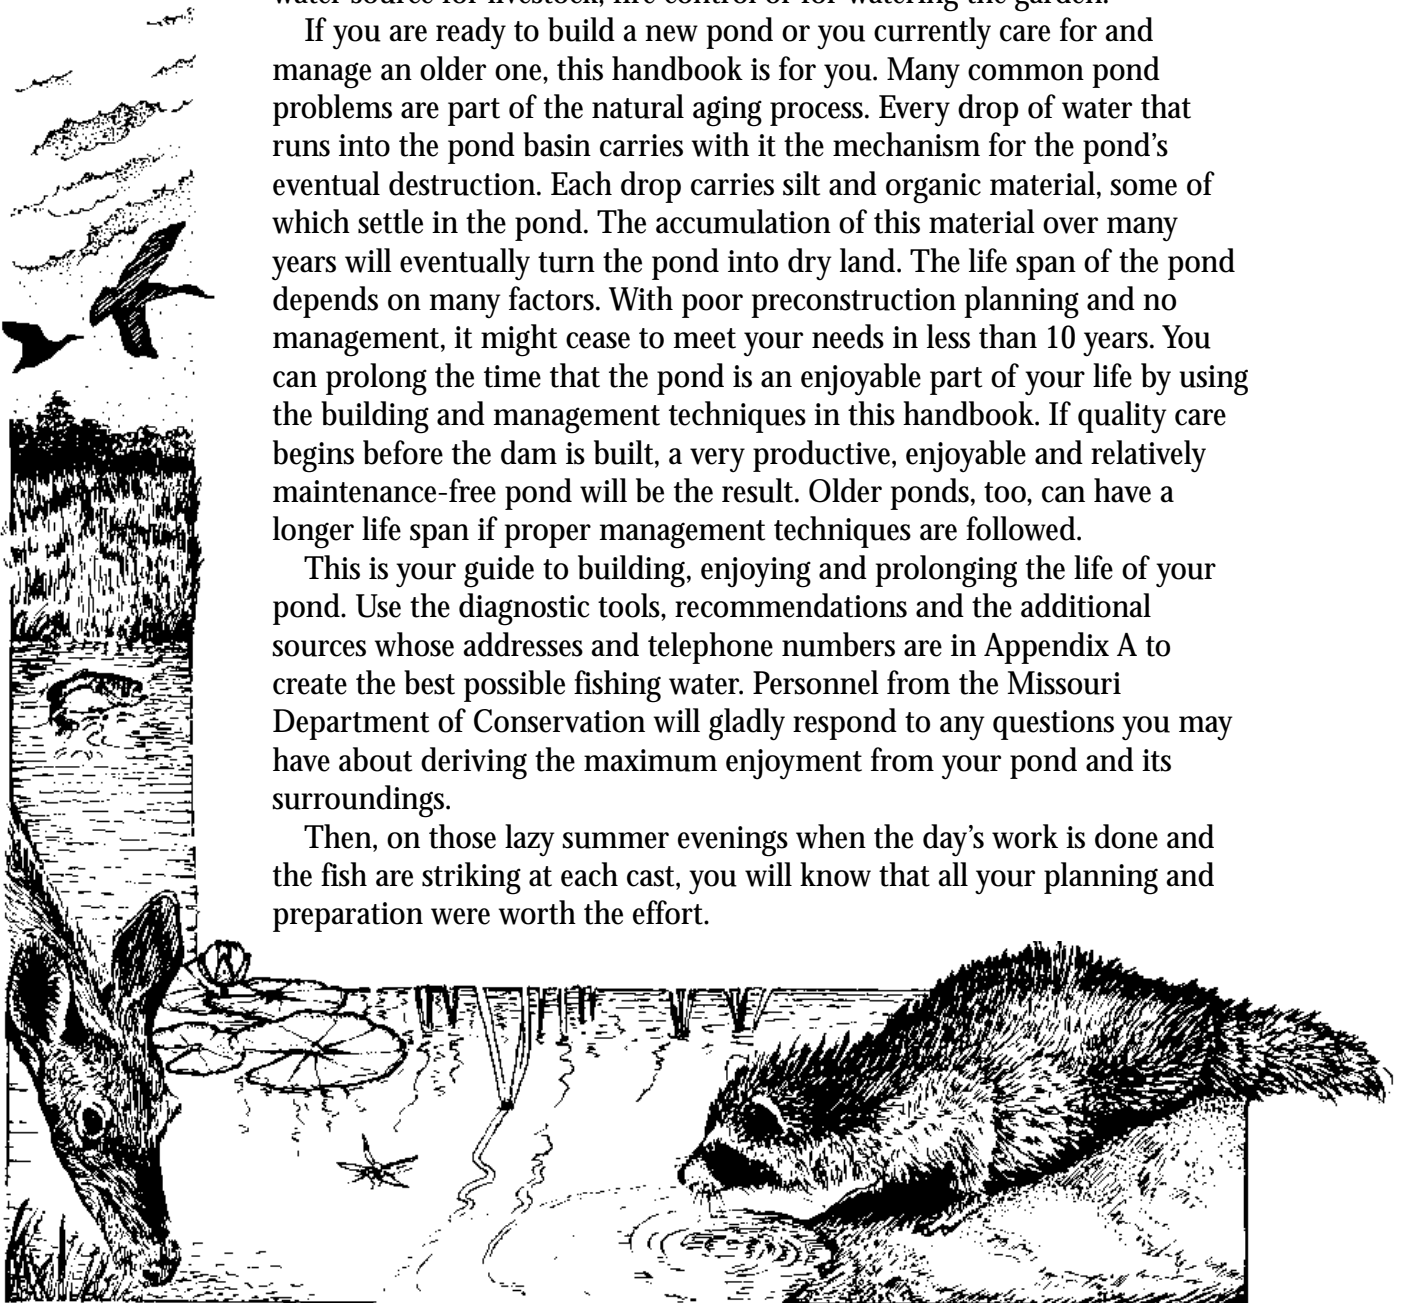 water source for livestock, fire control or for watering the garden.
If you are ready to build a new pond or you currently care for and
manage an older one, this handbook is for you. Many common pond
problems are part of the natural aging process. Every drop of water that
runs into the pond basin carries with it the mechanism for the pond’s
eventual destruction. Each drop carries silt and organic material, some of
which settle in the pond. The accumulation of this material over many
years will eventually turn the pond into dry land. The life span of the pond
depends on many factors. With poor preconstruction planning and no
management, it might cease to meet your needs in less than 10 years. You
can prolong the time that the pond is an enjoyable part of your life by using
the building and management techniques in this handbook. If quality care
begins before the dam is built, a very productive, enjoyable and relatively
maintenance-free pond will be the result. Older ponds, too, can have a
longer life span if proper management techniques are followed.
This is your guide to building, enjoying and prolonging the life of your
pond. Use the diagnostic tools, recommendations and the additional
sources whose addresses and telephone numbers are in Appendix A to
create the best possible fishing water. Personnel from the Missouri
Department of Conservation will gladly respond to any questions you may
have about deriving the maximum enjoyment from your pond and its
surroundings.
Then, on those lazy summer evenings when the day’s work is done and
the fish are striking at each cast, you will know that all your planning and
preparation were worth the effort.